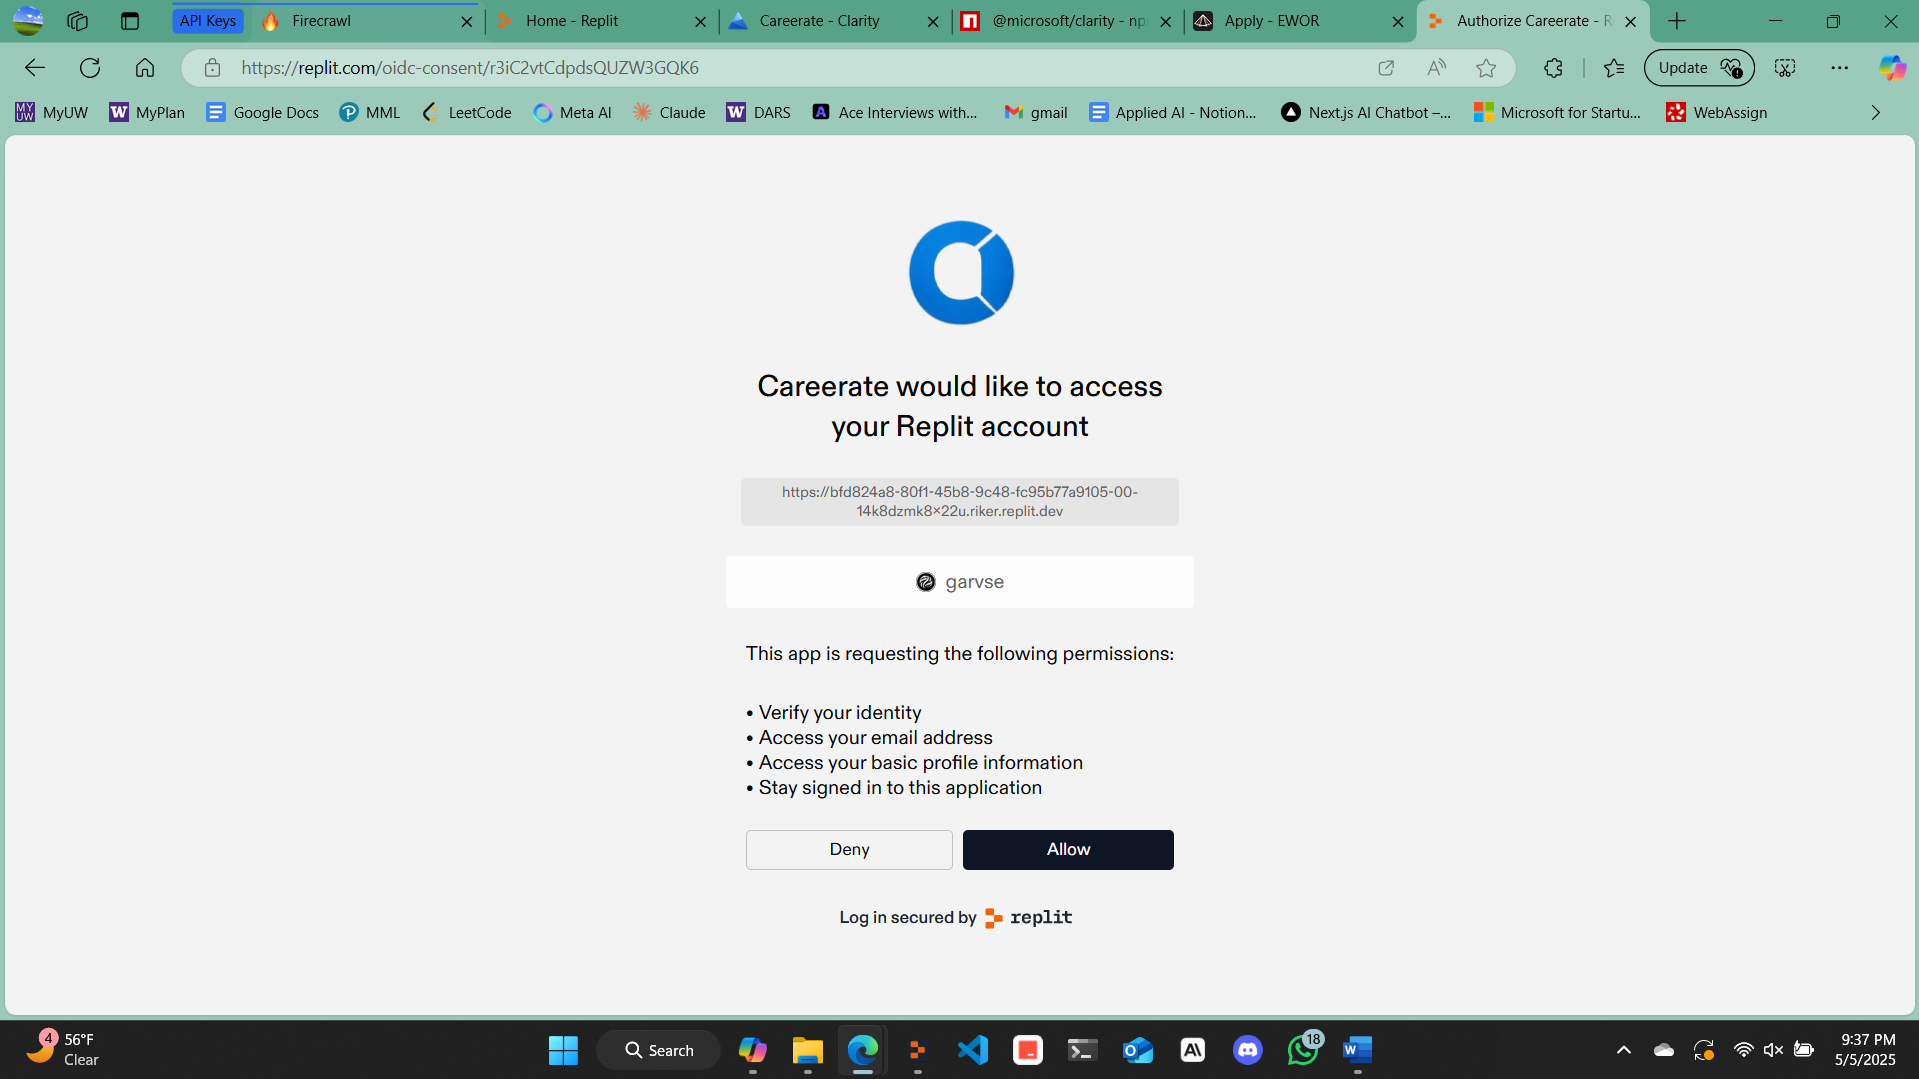 API Keys
Firecrawl
Home - Replit
Careerate - Clarity
@microsoft/clarity - np
Apply - EWOR
Authorize Careerate - R
https://replit.com/oidc-consent/r3iC2vtCdpdsQUZW3GQK6
Update
MyUW
MyPlan
Google Docs
MML
LeetCode
Meta AI
Claude
DARS
Ace Interviews with...
gmail
Applied AI - Notion...
Next.js AI Chatbot –...
Microsoft for Startu...
WebAssign
Careerate would like to access
your Replit account
https://bfd824a8-80f1-45b8-9c48-fc95b77a9105-00-
14k8dzmk8x22u.riker.replit.dev
garvse
This app is requesting the following permissions:
• Verify your identity
• Access your email address
• Access your basic profile information
• Stay signed in to this application
Deny
Allow
Log in secured by replit
4
56°F
Clear
Search
18
9:37 PM
5/5/2025